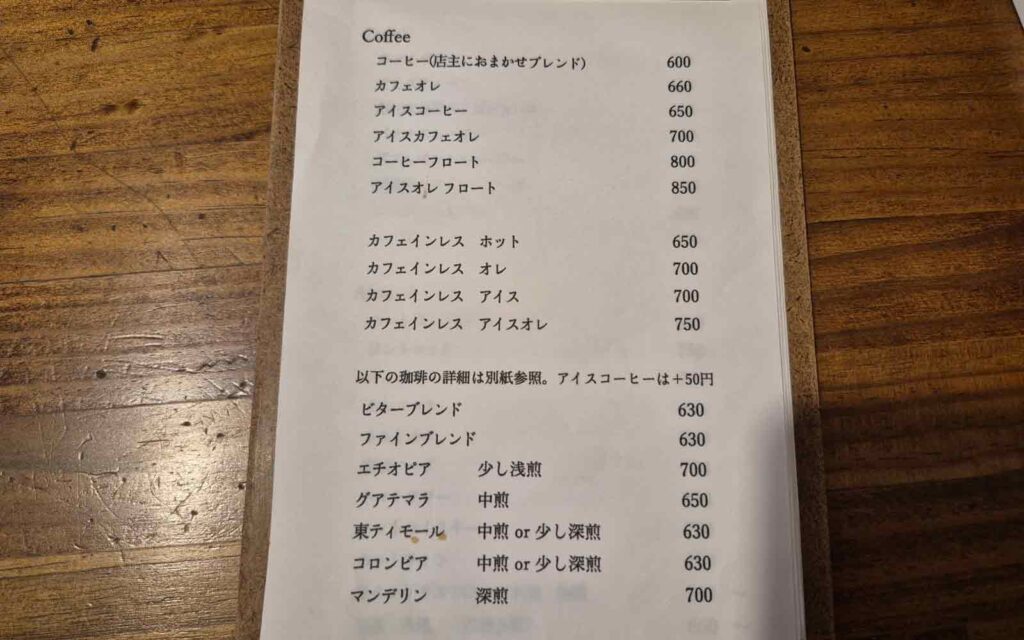 Coffee
コーヒー(店主におまかせブレンド) 600
カフェオレ 660
アイスコーヒー 650
アイスカフェオレ 700
コーヒーフロート 800
アイスオレ フロート 850
カフェインレス ホット 650
カフェインレス オレ 700
カフェインレス アイス 700
カフェインレス アイスオレ 750
以下の珈琲の詳細は別紙参照。アイスコーヒーは+50円
ビターブレンド 630
ファインブレンド 630
エチオピア 少し浅煎 700
グアテマラ 中煎 650
東ティモール 中煎 or 少し深煎 630
コロンビア 中煎 or 少し深煎 630
マンデリン 深煎 700